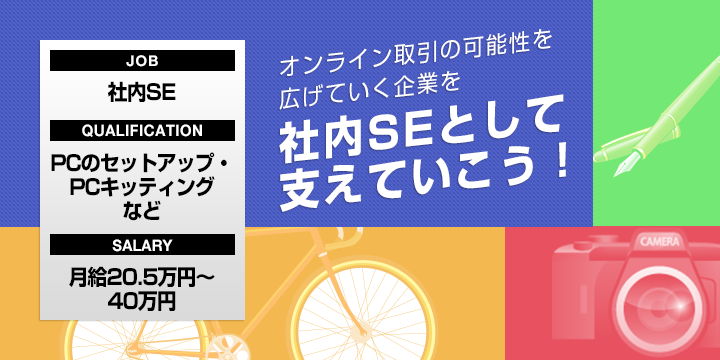 JOB
社内SE
QUALIFICATION
PCのセットアップ・
PCキッティング
など
SALARY
月給20.5万円～
40万円
オンライン取引の可能性を
広げていく企業を
社内SEとして
支えていこう！
CAMERA